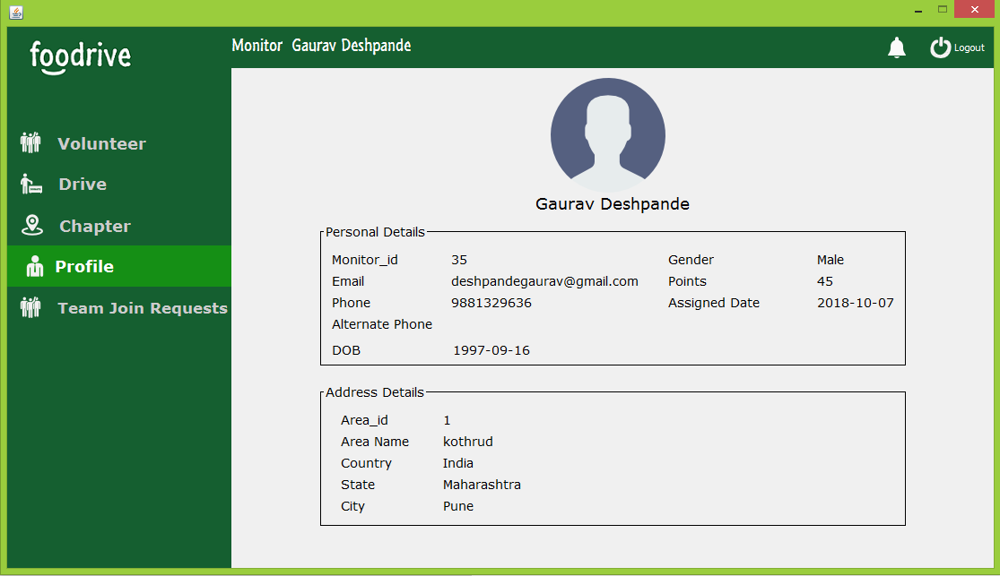 foodrive
Monitor Gaurav Deshpande
Logout
Volunteer
Drive
Chapter
Profile
Team Join Requests
Gaurav Deshpande
Personal Details
Monitor_id 35 Gender Male
Email deshpandegaurav@gmail.com Points 45
Phone 9881329636 Assigned Date 2018-10-07
Alternate Phone
DOB 1997-09-16
Address Details
Area_id 1
Area Name kothrud
Country India
State Maharashtra
City Pune